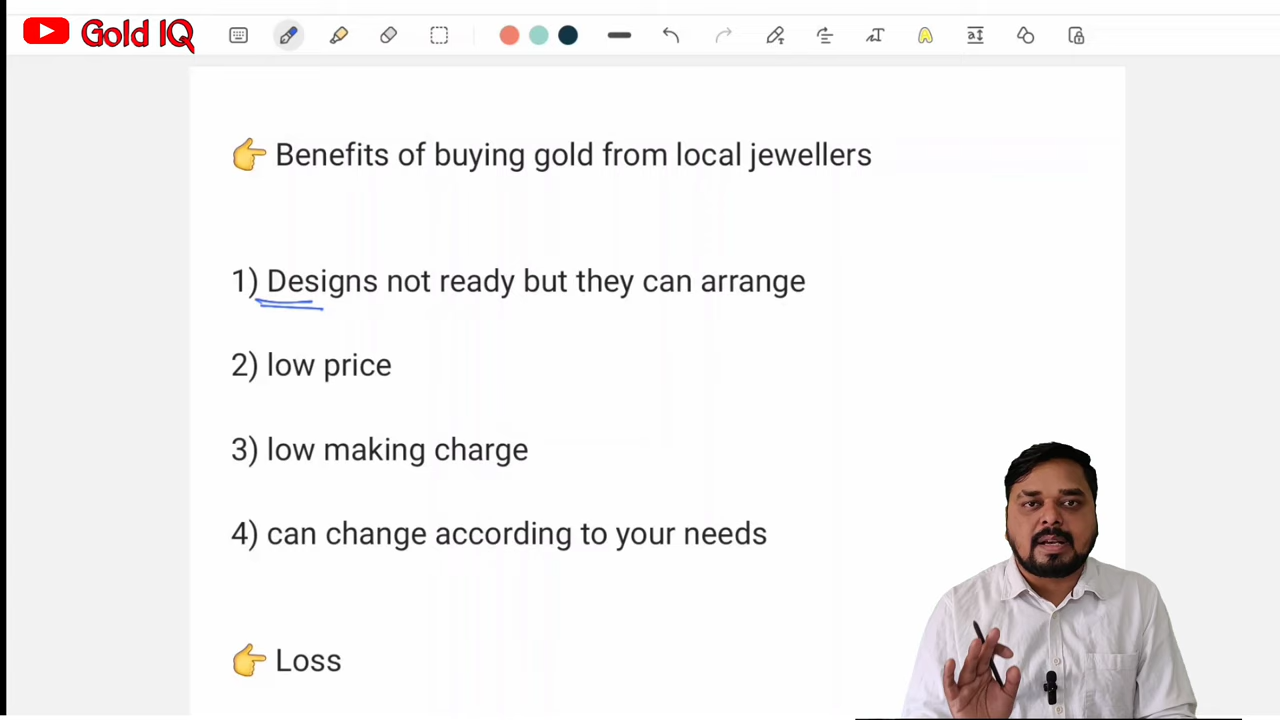 Gold IQ
👉 Benefits of buying gold from local jewellers
1) Designs not ready but they can arrange
2) low price
3) low making charge
4) can change according to your needs
👉 Loss